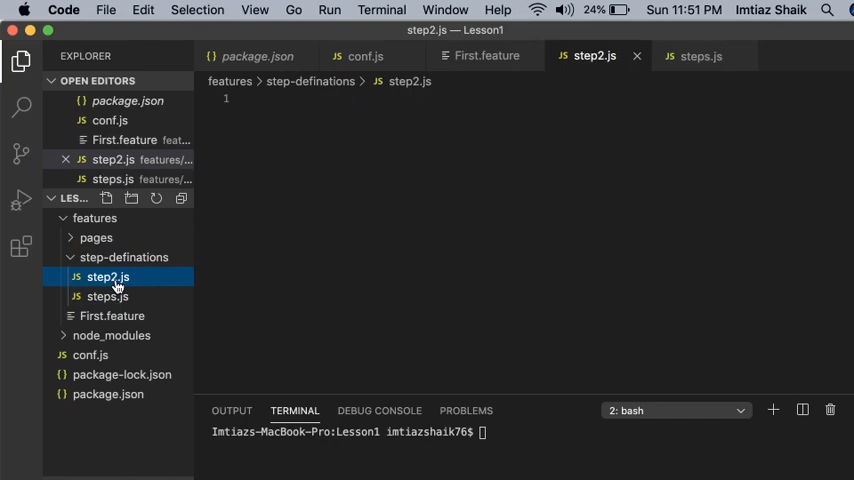 Code File Edit Selection View Go Run Terminal Window Help 24% Sun 11:51 PM Imtiaz Shaik
step2.js — Lesson1
EXPLORER
{} package.json JS conf.js First.feature JS step2.js JS steps.js
OPEN EDITORS
features > step-definations > JS step2.js
1
{} package.json
JS conf.js
First.feature feat...
JS step2.js features/...
JS steps.js features/...
LES...
features
pages
step-definations
JS step2.js
JS steps.js
First.feature
node_modules
JS conf.js
{} package-lock.json
{} package.json
OUTPUT TERMINAL DEBUG CONSOLE PROBLEMS 2: bash
Imtiazs-MacBook-Pro:Lesson1 imtiazshaik76$